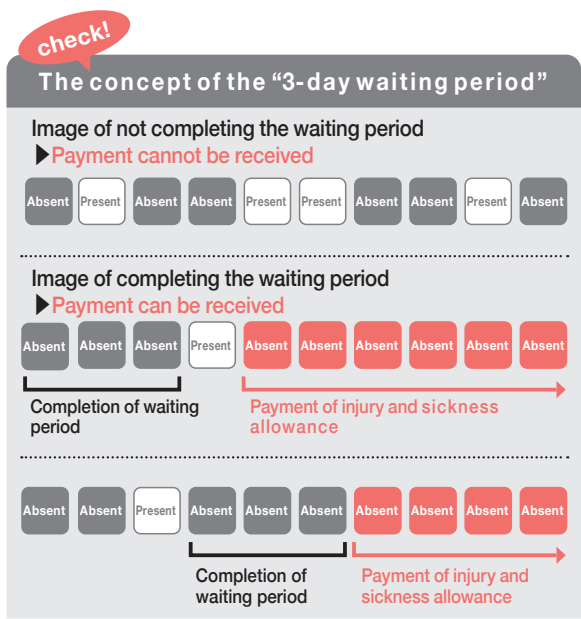 check!
The concept of the “3-day waiting period”
Image of not completing the waiting period
▶Payment cannot be received
Absent Present Absent Absent Present Present Absent Absent Present Absent
Image of completing the waiting period
▶Payment can be received
Absent Absent Absent Present Absent Absent Absent Absent Absent Absent
Completion of waiting
period
Payment of injury and sickness
allowance
Absent Absent Present Absent Absent Absent Absent Absent Absent Absent
Completion of
waiting period
Payment of injury and
sickness allowance